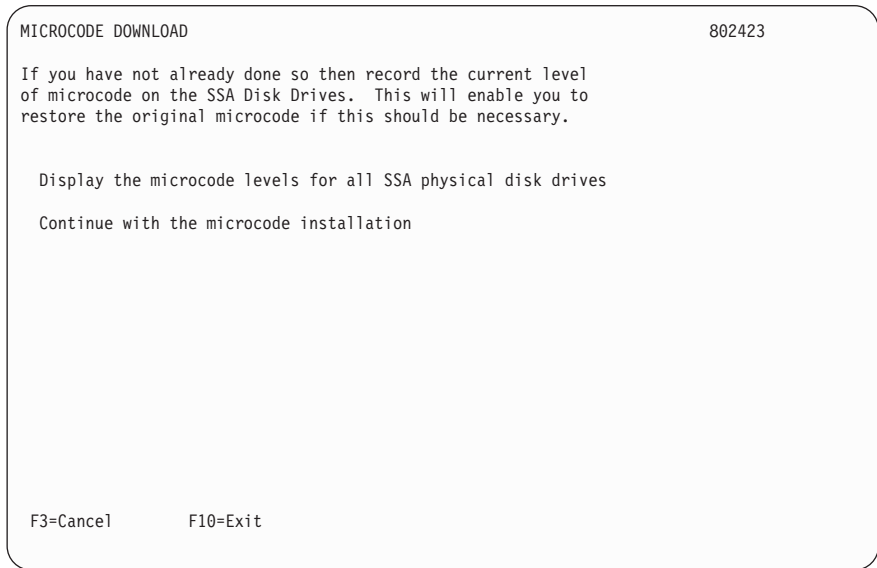 MICROCODE DOWNLOAD 802423
If you have not already done so then record the current level
of microcode on the SSA Disk Drives.  This will enable you to
restore the original microcode if this should be necessary.
Display the microcode levels for all SSA physical disk drives
Continue with the microcode installation
F3=Cancel F10=Exit